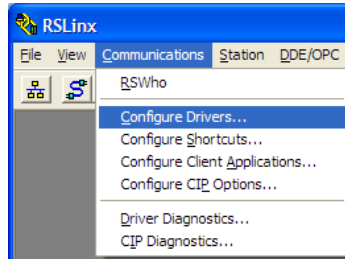 RSLinx
File View Communications Station DDE/OPC
RSWho
Configure Drivers...
Configure Shortcuts...
Configure Client Applications...
Configure CIP Options...
Driver Diagnostics...
CIP Diagnostics...